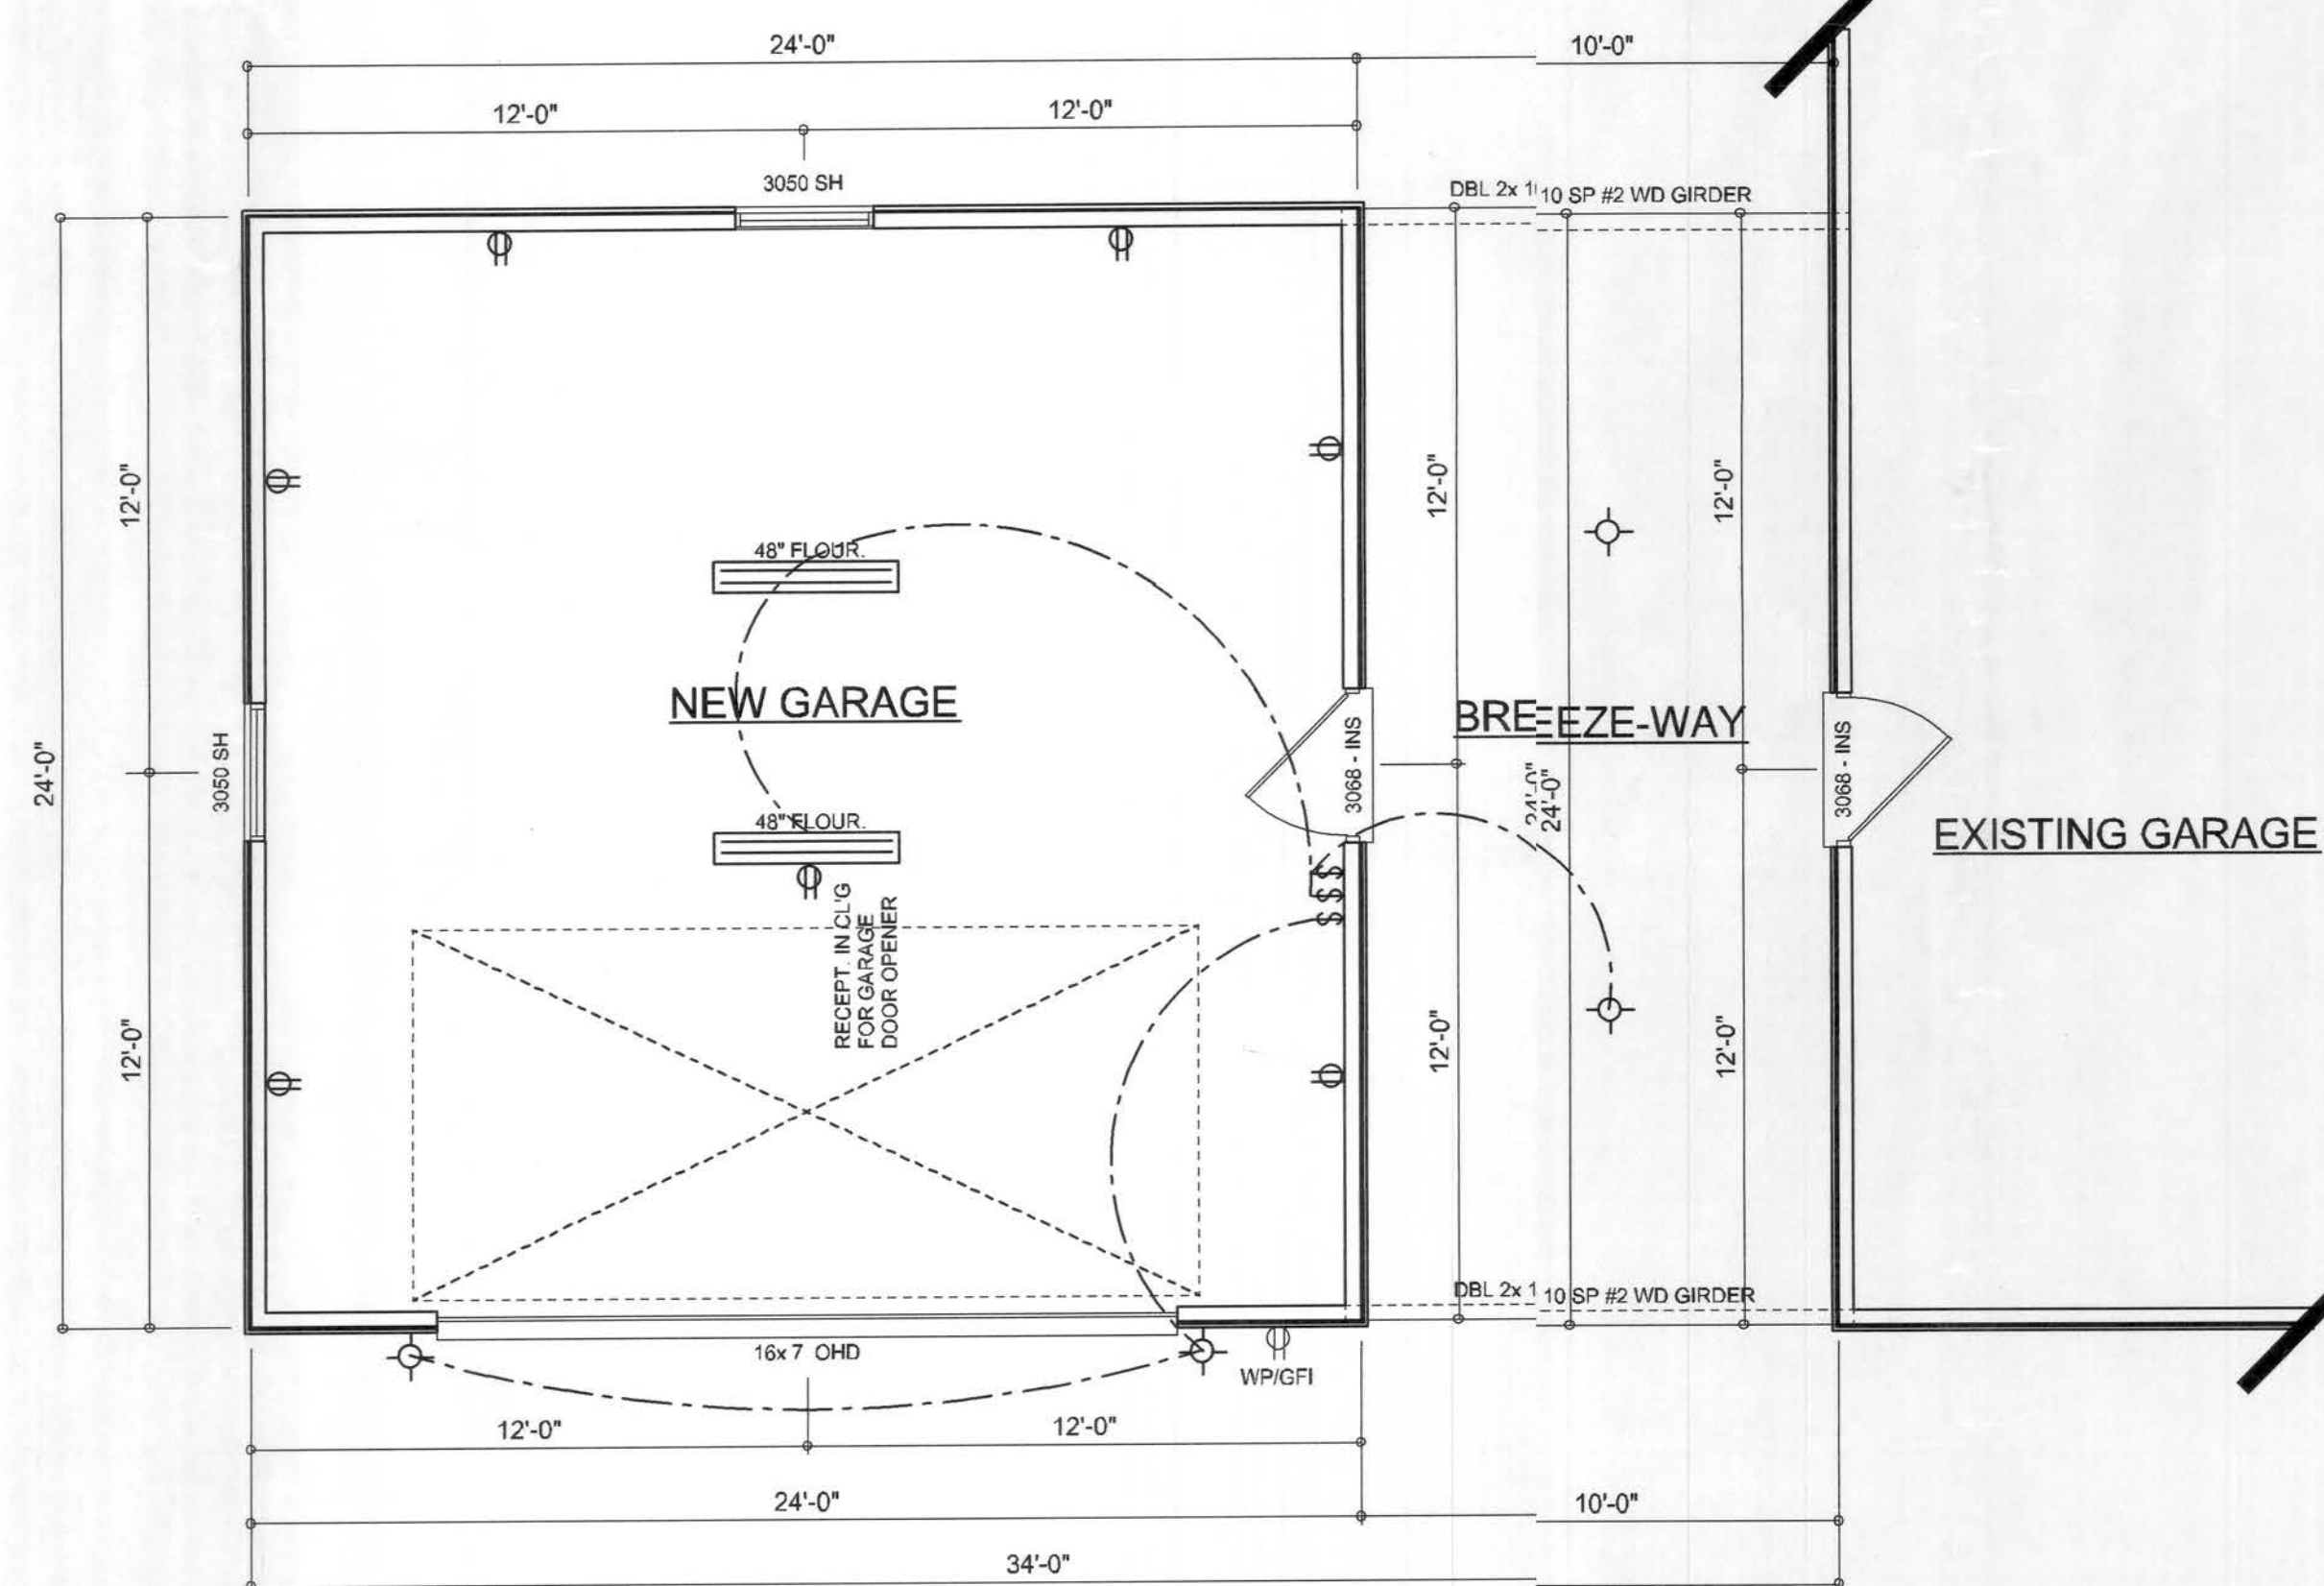 24'-0"
10'-0"
12'-0"
12'-0"
3050 SH
DBL 2x 1 10 SP #2 WD GIRDER
12'-0"
12'-0"
12'-0"
48" FLOUR.
NEW GARAGE
BREEEZE-WAY
3068 - INS
3068 - INS
24'-0"
3050 SH
24'-0"
24'-0"
48" FLOUR.
EXISTING GARAGE
RECEPT. IN CL'G
FOR GARAGE
DOOR OPENER
S
S
S
12'-0"
12'-0"
12'-0"
DBL 2x 1 10 SP #2 WD GIRDER
16x 7 OHD
WP/GFI
12'-0"
12'-0"
24'-0"
10'-0"
34'-0"